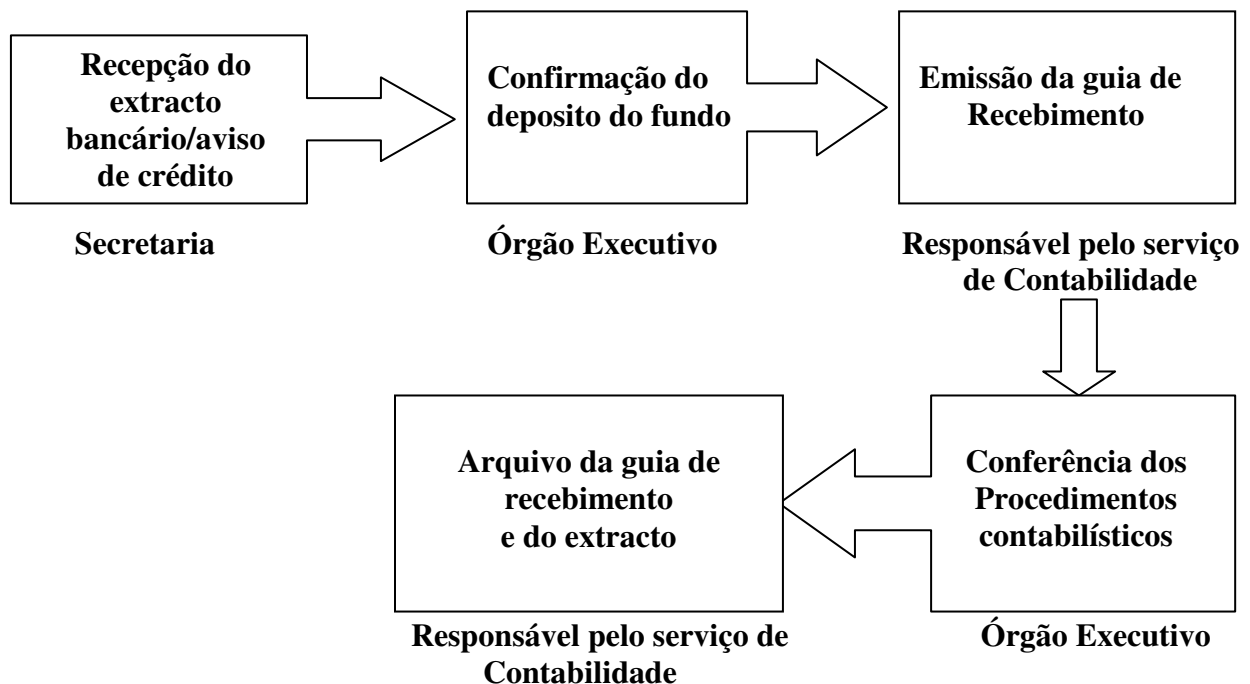 Recepção do
extracto
bancário/aviso
de crédito
Secretaria
Confirmação do
deposito do fundo
Órgão Executivo
Emissão da guia de
Recebimento
Responsável pelo serviço
de Contabilidade
Conferência dos
Procedimentos
contabilísticos
Órgão Executivo
Arquivo da guia de
recebimento
e do extracto
Responsável pelo serviço de
Contabilidade